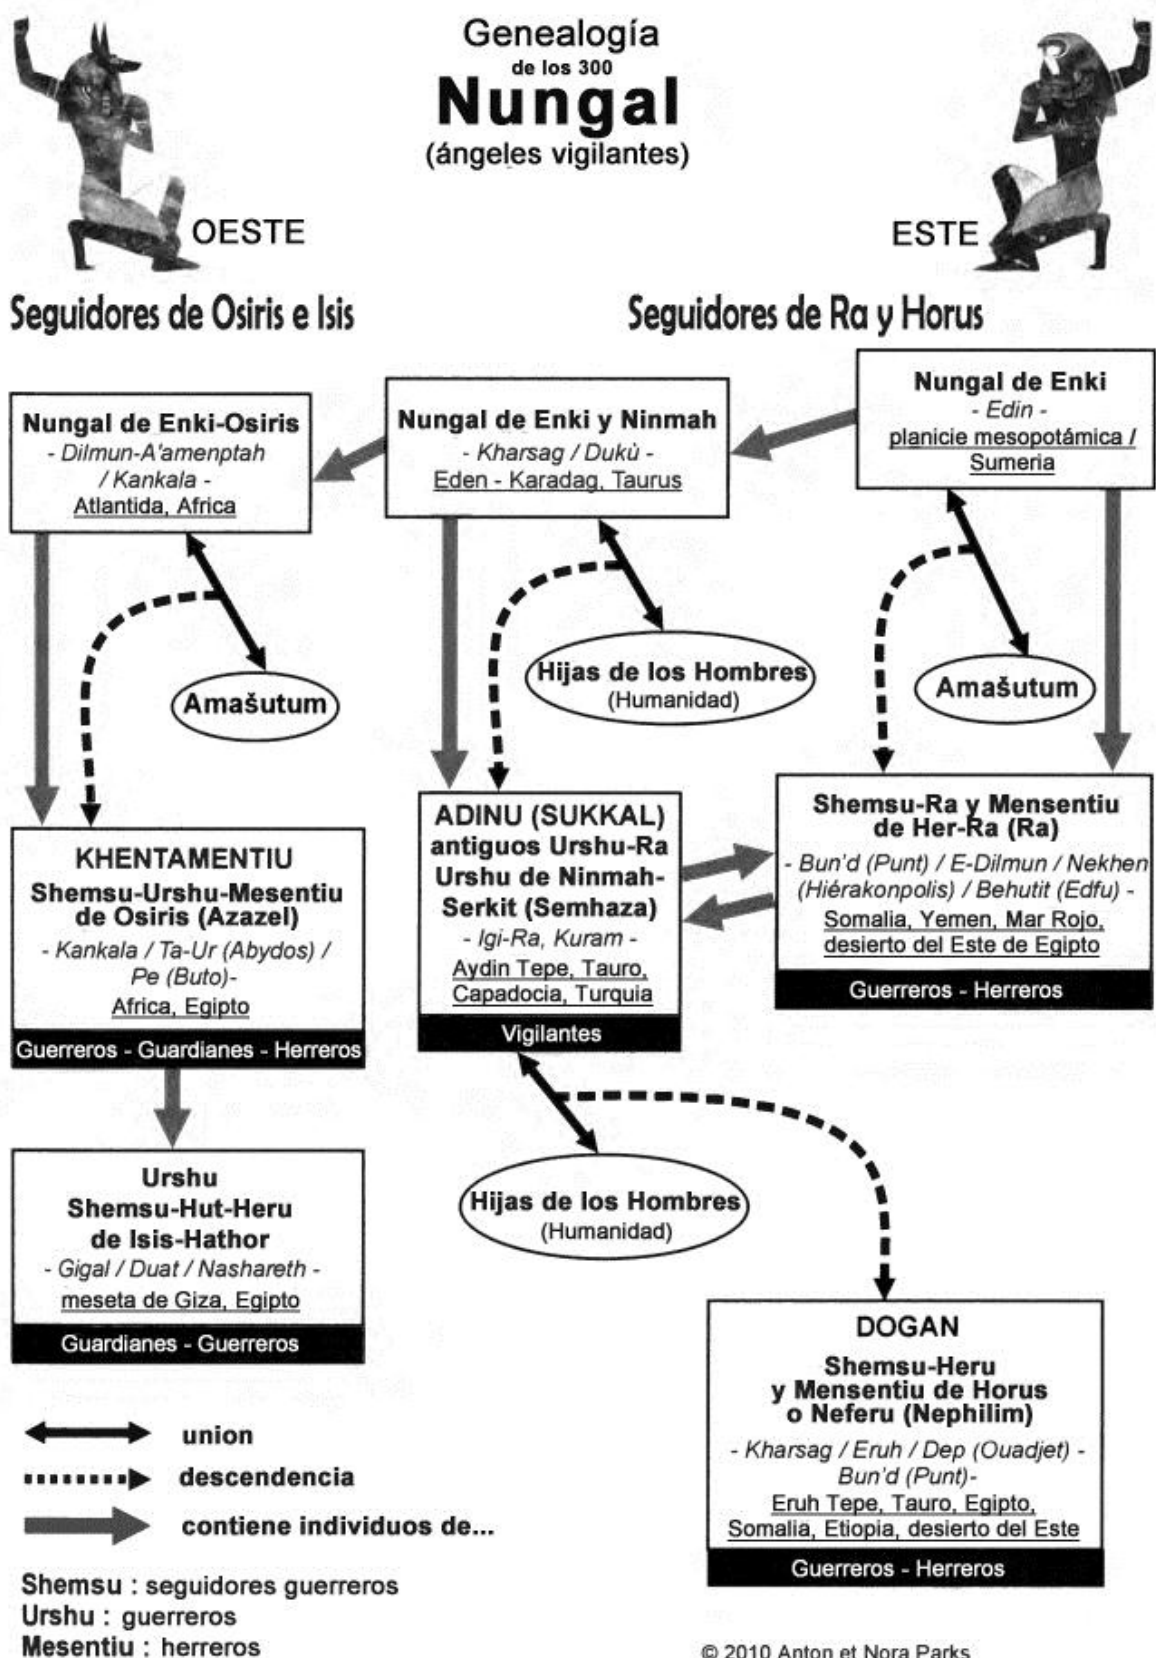 Genealogía
de los 300
Nungal
(ángeles vigilantes)
OESTE
ESTE
Seguidores de Osiris e Isis
Seguidores de Ra y Horus
Nungal de Enki-Osiris
- Dilmun-A'amenptah
/ Kankala -
Atlantida, Africa
Nungal de Enki y Ninmah
- Kharsag / Dukù -
Eden - Karadag, Taurus
Nungal de Enki
- Edin -
planicie mesopotámica /
Sumeria
Amašutum
Hijas de los Hombres
(Humanidad)
Amašutum
KHENTAMENTIU
Shemsu-Urshu-Mesentiu
de Osiris (Azazel)
- Kankala / Ta-Ur (Abydos) /
Pe (Buto)-
Africa, Egipto
Guerreros - Guardianes - Herreros
ADINU (SUKKAL)
antiguos Urshu-Ra
Urshu de Ninmah-
Serkit (Semhaza)
- Igi-Ra, Kuram -
Aydin Tepe, Tauro,
Capadocia, Turquia
Vigilantes
Shemsu-Ra y Mensentiu
de Her-Ra (Ra)
- Bun'd (Punt) / E-Dilmun / Nekhen
(Hiérakonpolis) / Behutit (Edfu) -
Somalia, Yemen, Mar Rojo,
desierto del Este de Egipto
Guerreros - Herreros
Urshu
Shemsu-Hut-Heru
de Isis-Hathor
- Gigal / Duat / Nashareth -
meseta de Giza, Egipto
Guardianes - Guerreros
Hijas de los Hombres
(Humanidad)
DOGAN
Shemsu-Heru
y Mensentiu de Horus
o Neferu (Nephilim)
- Kharsag / Eruh / Dep (Ouadjet) -
Bun'd (Punt)-
Eruh Tepe, Tauro, Egipto,
Somalia, Etiopia, desierto del Este
Guerreros - Herreros
union
descendencia
contiene individuos de...
Shemsu : seguidores guerreros
Urshu : guerreros
Mesentiu : herreros
© 2010 Anton et Nora Parks